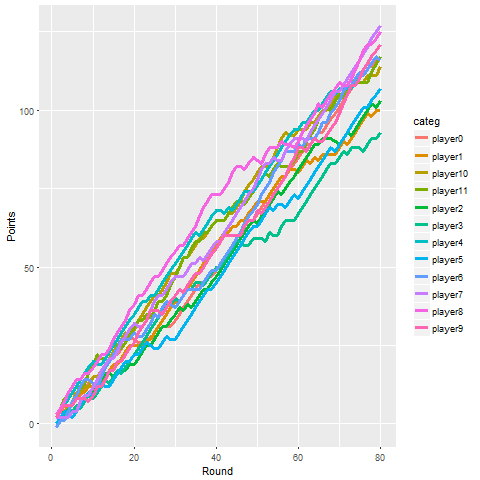 100
50
0
Points
0
20
40
60
80
Round
categ
player0
player1
player10
player11
player2
player3
player4
player5
player6
player7
player8
player9